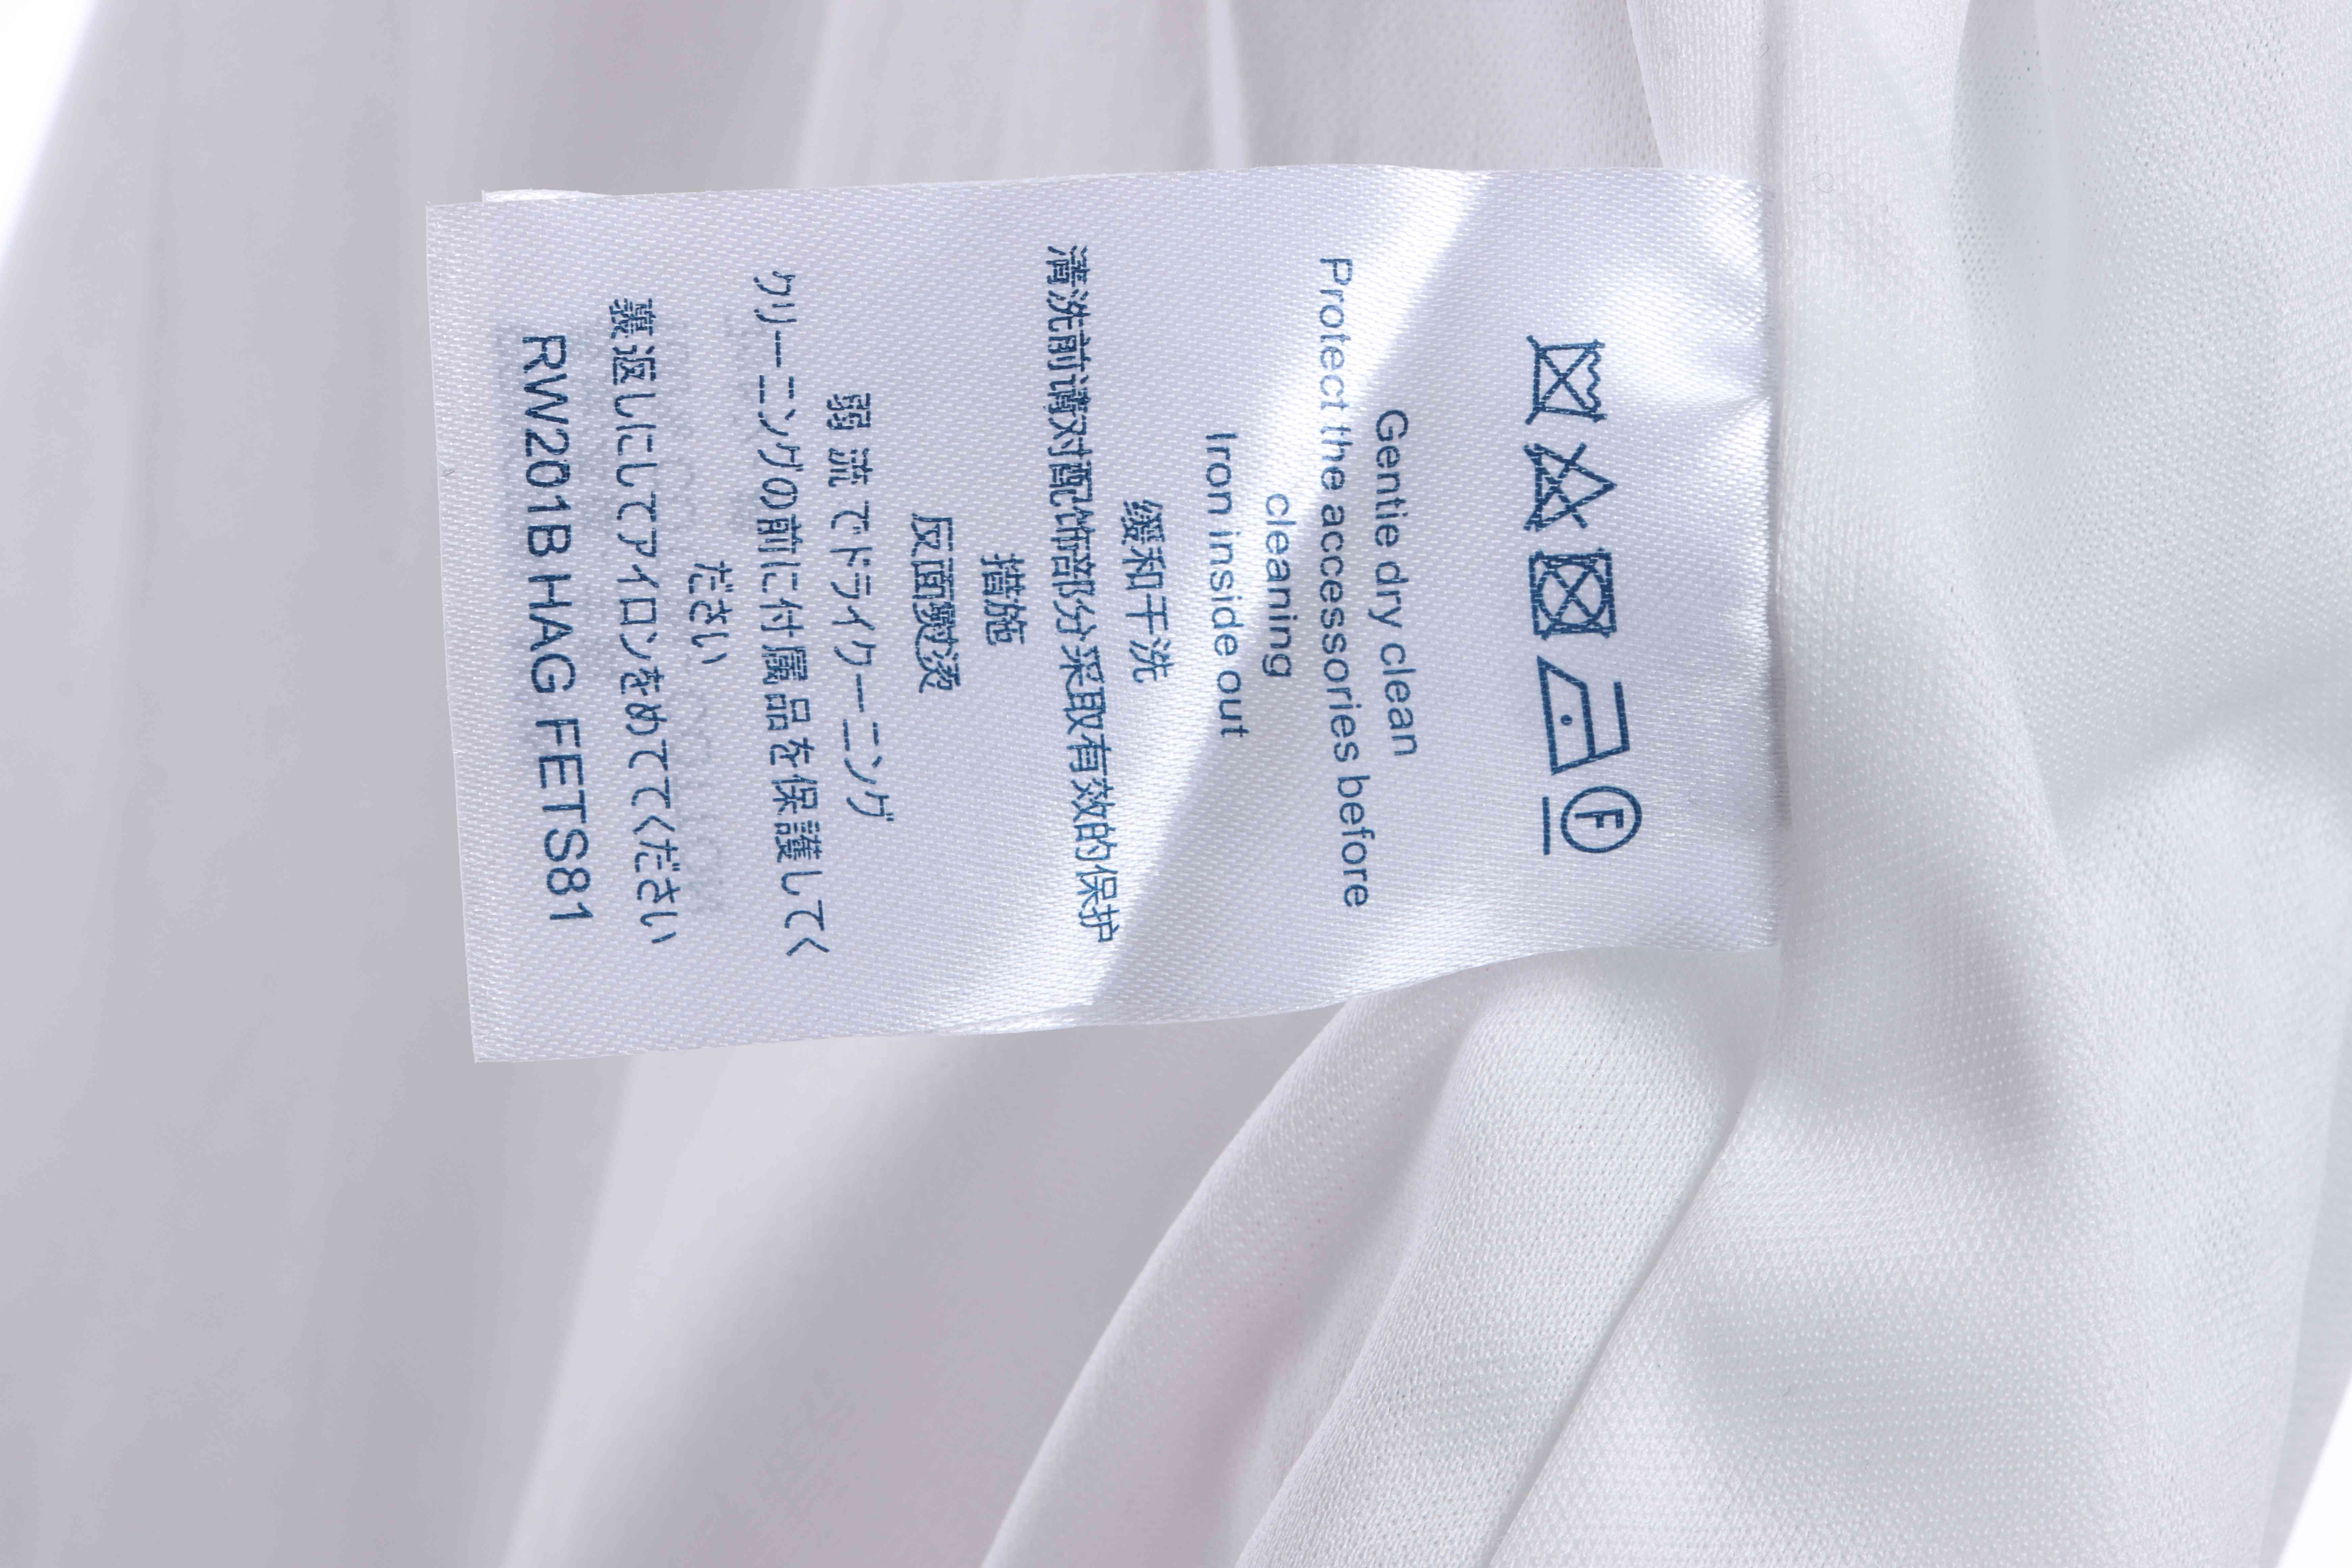 F
Gentie dry clean
Protect the accessories before
cleaning
Iron inside out
缓和干洗
清洗前请对配饰部分采取有效的保护
措施
反面熨烫
弱 流 でドライクーニング
クリーニングの前に付属品を保護してく
ださい
裏返しにしてアイロンをめててください
RW201B HAG FETS81